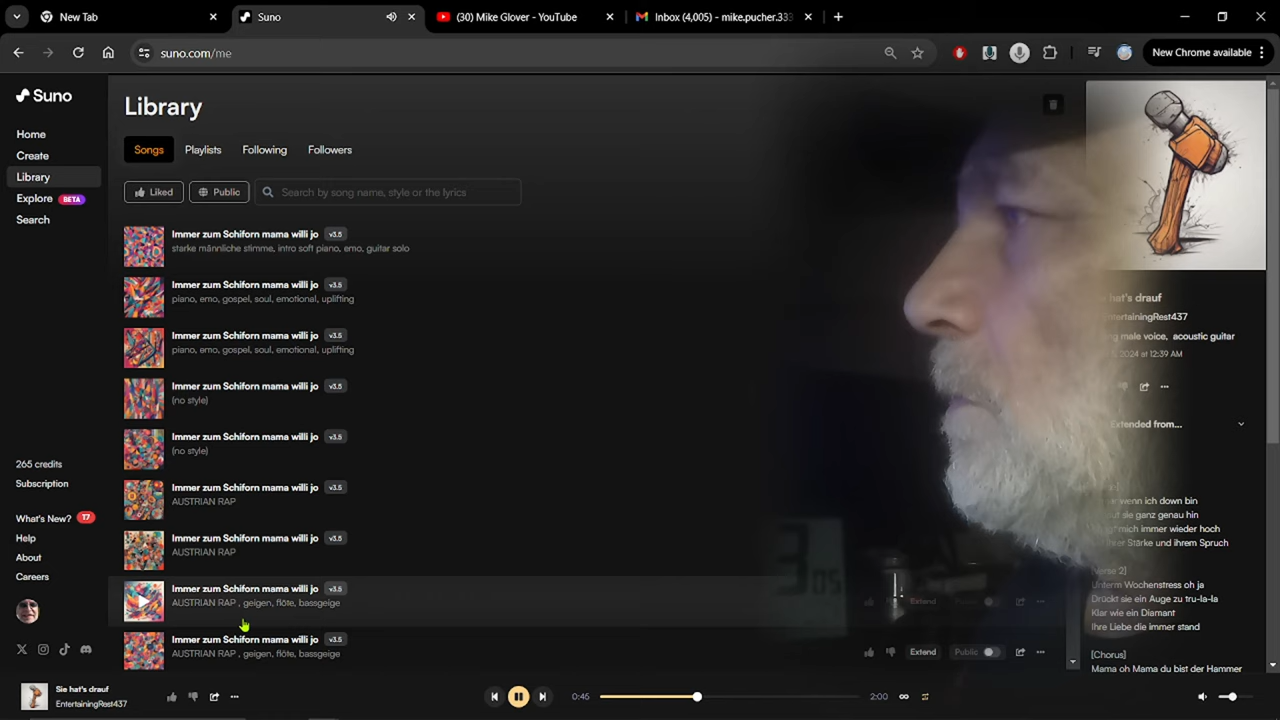 New Tab
Suno
(30) Mike Glover - YouTube
Inbox (4,005) - mike.pucher.333
suno.com/me
New Chrome available
Suno
Home
Create
Library
Explore BETA
Search
265 credits
Subscription
What's New? 17
Help
About
Careers
Library
Songs Playlists Following Followers
Liked Public Search by song name, style or the lyrics
Immer zum Schiforn mama willi jo v3.5
starke männliche stimme, intro soft piano, emo, guitar solo
Immer zum Schiforn mama willi jo v3.5
piano, emo, gospel, soul, emotional, uplifting
Immer zum Schiforn mama willi jo v3.5
piano, emo, gospel, soul, emotional, uplifting
Immer zum Schiforn mama willi jo v3.5
(no style)
Immer zum Schiforn mama willi jo v3.5
(no style)
Immer zum Schiforn mama willi jo v3.5
AUSTRIAN RAP
Immer zum Schiforn mama willi jo v3.5
AUSTRIAN RAP
Immer zum Schiforn mama willi jo v3.5
AUSTRIAN RAP , geigen, flöte, bassgeige
Extend Public
Immer zum Schiforn mama willi jo v3.5
AUSTRIAN RAP , geigen, flöte, bassgeige
Extend Public
305
hat's drauf
EntertainingRest437
male voice, acoustic guitar
2024 at 12:39 AM
Extended from...
wenn ich down bin
sie ganz genau hin
mich immer wieder hoch
Stärke und ihrem Spruch
[Verse 2]
Unterm Wochenstress oh ja
Drückt sie ein Auge zu tru-la-la
Klar wie ein Diamant
Ihre Liebe die immer stand
[Chorus]
Mama oh Mama du bist der Hammer
Sie hat's drauf
EntertainingRest437
0:46
2:00